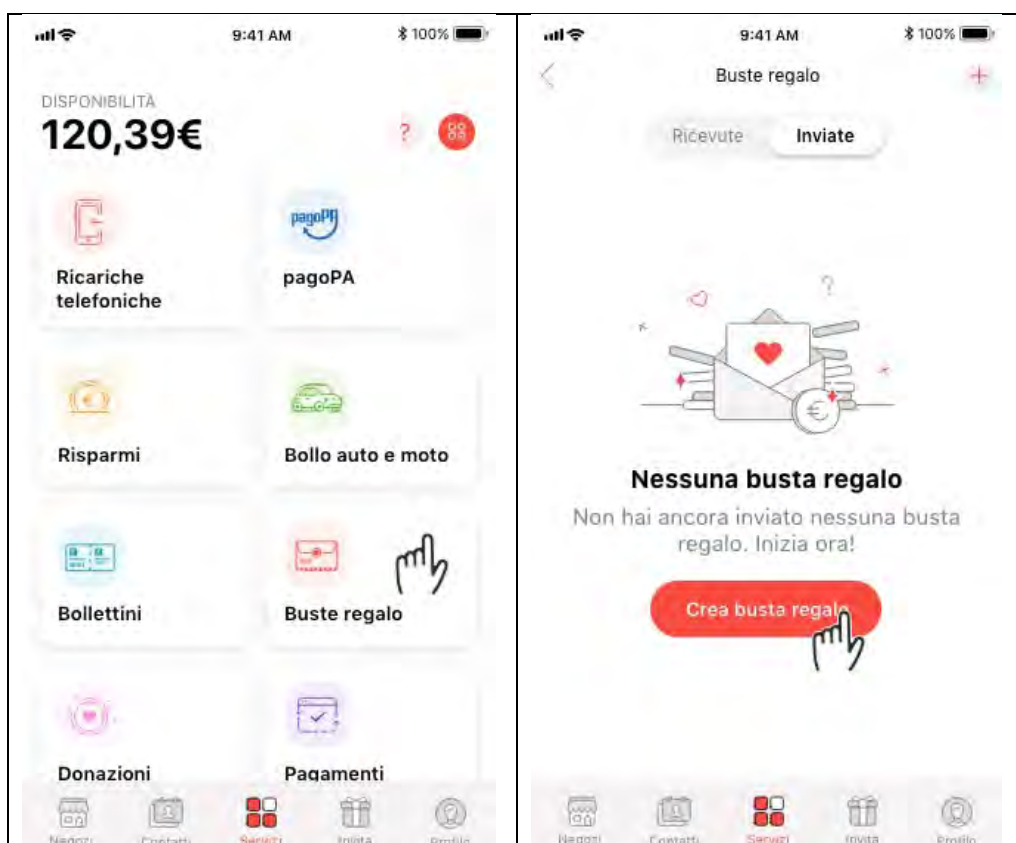 9:41 AM
100%
DISPONIBILITÀ
120,39€
?
Ricariche
telefoniche
pagoPA
pagoPA
Risparmi
Bollo auto e moto
Bollettini
Buste regalo
Donazioni
Pagamenti
Negozi
Contatti
Servizi
Invita
Profilo
9:41 AM
100%
Buste regalo
+
Ricevute
Inviate
?
€
Nessuna busta regalo
Non hai ancora inviato nessuna busta
regalo. Inizia ora!
Crea busta regalo
Negozi
Contatti
Servizi
Invita
Profilo